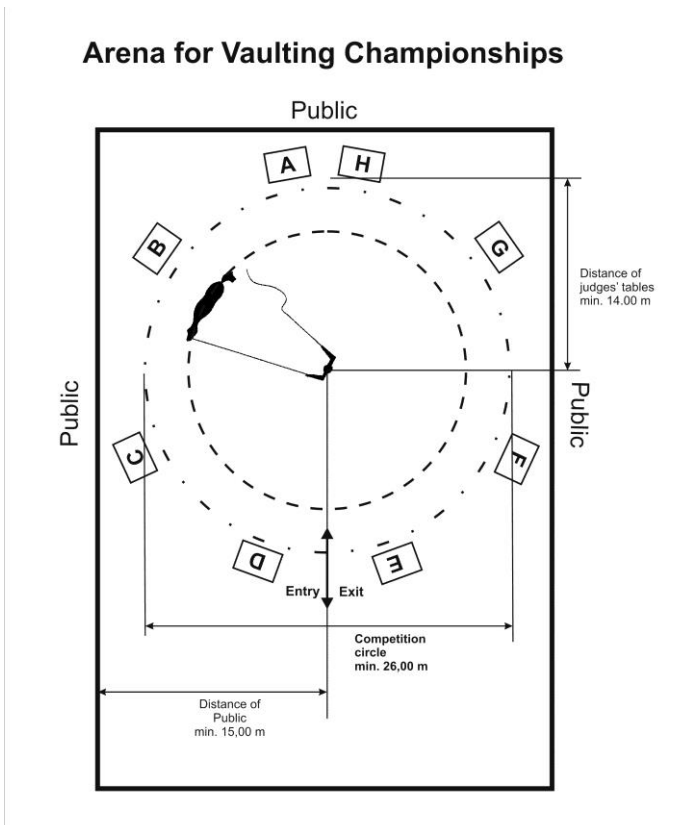 Arena for Vaulting Championships
Public
A
H
B
G
Distance of
judges' tables
min. 14.00 m
Public
Public
C
F
D
E
Entry
Exit
Competition
circle
min. 26,00 m
Distance of
Public
min. 15,00 m